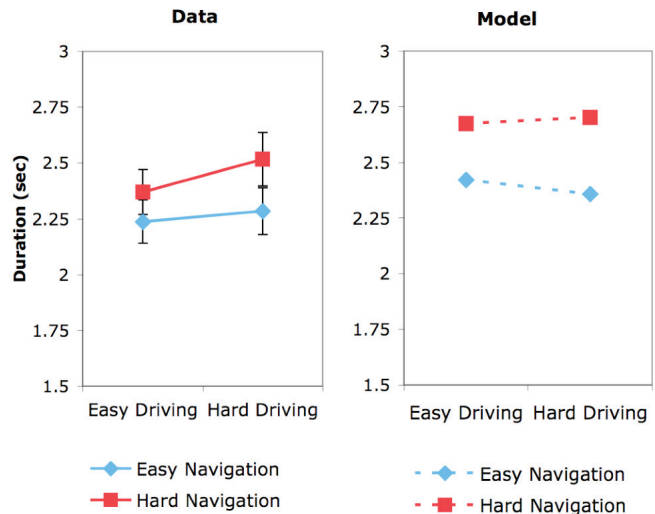 Data
3
2.75
2.5
2.25
2
1.75
1.5
Duration (sec)
Easy Driving Hard Driving
Easy Navigation
Hard Navigation
Model
3
2.75
2.5
2.25
2
1.75
1.5
Easy Driving Hard Driving
Easy Navigation
Hard Navigation